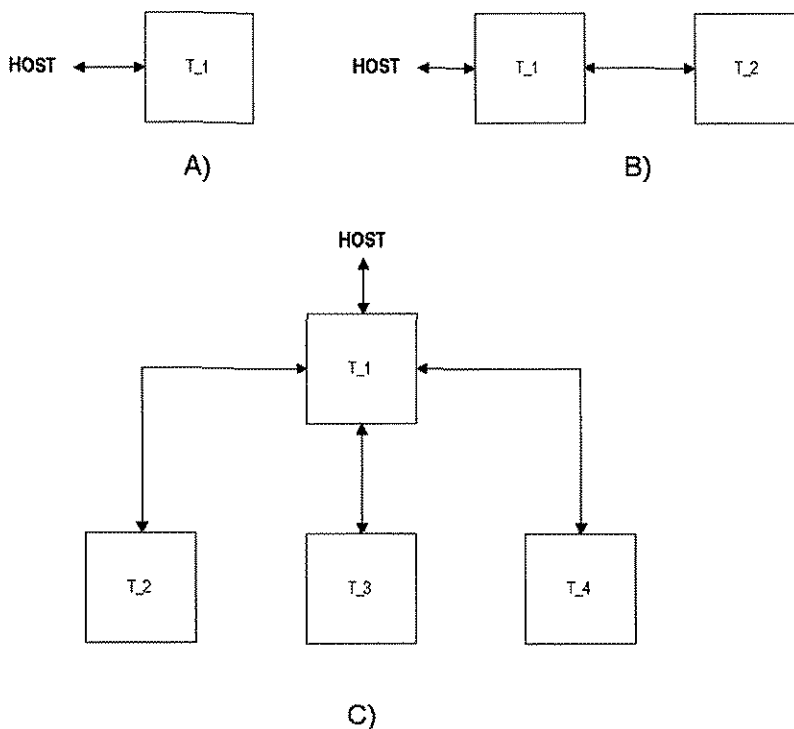 HOST T_1 HOST T_1 T_2
A) B)
HOST
T_1
T_2 T_3 T_4
C)